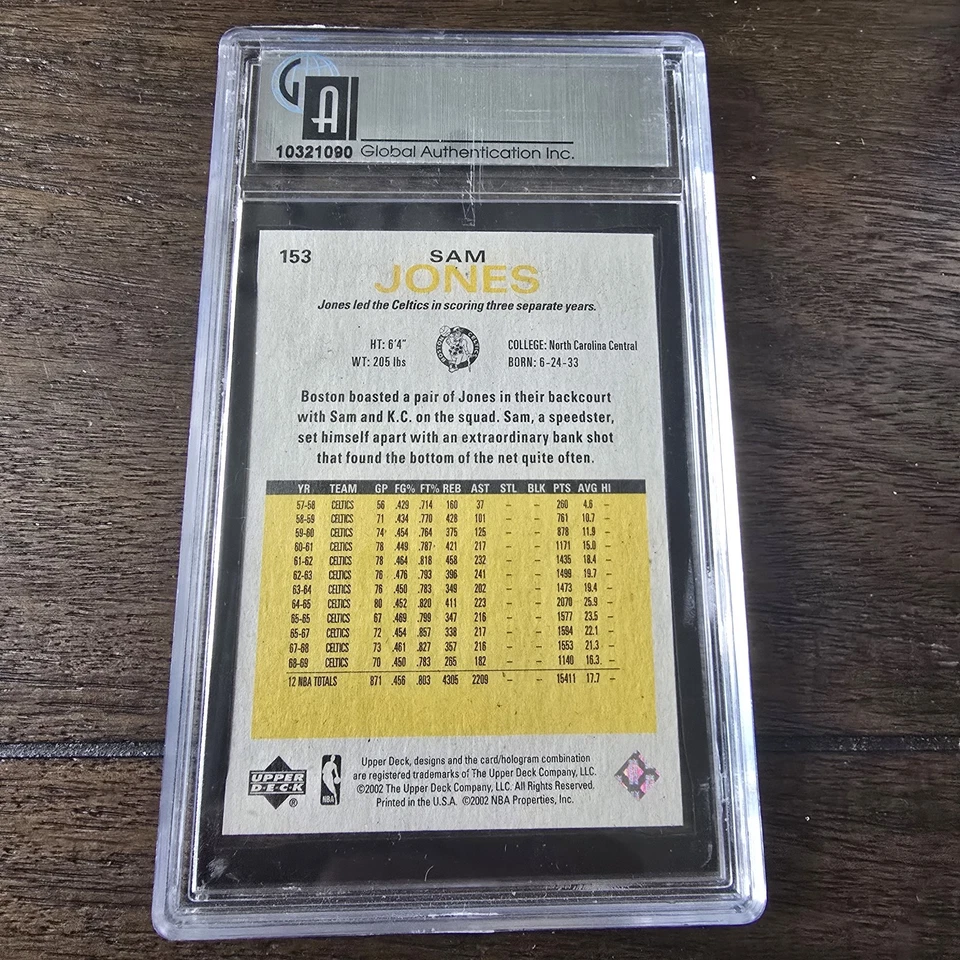 GA
10321090 Global Authentication Inc.
153
SAM
JONES
Jones led the Celtics in scoring three separate years.
HT: 6'4" COLLEGE: North Carolina Central
WT: 205 lbs BORN: 6-24-33
Boston boasted a pair of Jones in their backcourt
with Sam and K.C. on the squad. Sam, a speedster,
set himself apart with an extraordinary bank shot
that found the bottom of the net quite often.
YR TEAM GP FG% FT% REB AST STL BLK PTS AVG HI
57-58 CELTICS 56 .429 .714 160 37 – – 260 4.6 –
58-59 CELTICS 71 .434 .770 428 101 – – 761 10.7 –
59-60 CELTICS 74 .454 .764 375 125 – – 878 11.9 –
60-61 CELTICS 78 .449 .787 421 217 – – 1171 15.0 –
61-62 CELTICS 78 .464 .818 458 232 – – 1435 18.4 –
62-63 CELTICS 76 .476 .793 396 241 – – 1499 19.7 –
63-64 CELTICS 76 .450 .783 349 202 – – 1473 19.4 –
64-65 CELTICS 80 .452 .820 411 223 – – 2070 25.9 –
65-65 CELTICS 67 .469 .799 347 216 – – 1577 23.5 –
65-67 CELTICS 72 .454 .857 338 217 – – 1594 22.1 –
67-68 CELTICS 73 .461 .827 357 216 – – 1553 21.3 –
68-69 CELTICS 70 .450 .783 265 182 – – 1140 16.3 –
12 NBA TOTALS 871 .456 .803 4305 2209 – – 15411 17.7 –
UPPER
DECK
®
NBA
Upper Deck, designs and the card/hologram combination
are registered trademarks of The Upper Deck Company, LLC.
©2002 The Upper Deck Company, LLC. All Rights Reserved.
Printed in the U.S.A. ©2002 NBA Properties, Inc.